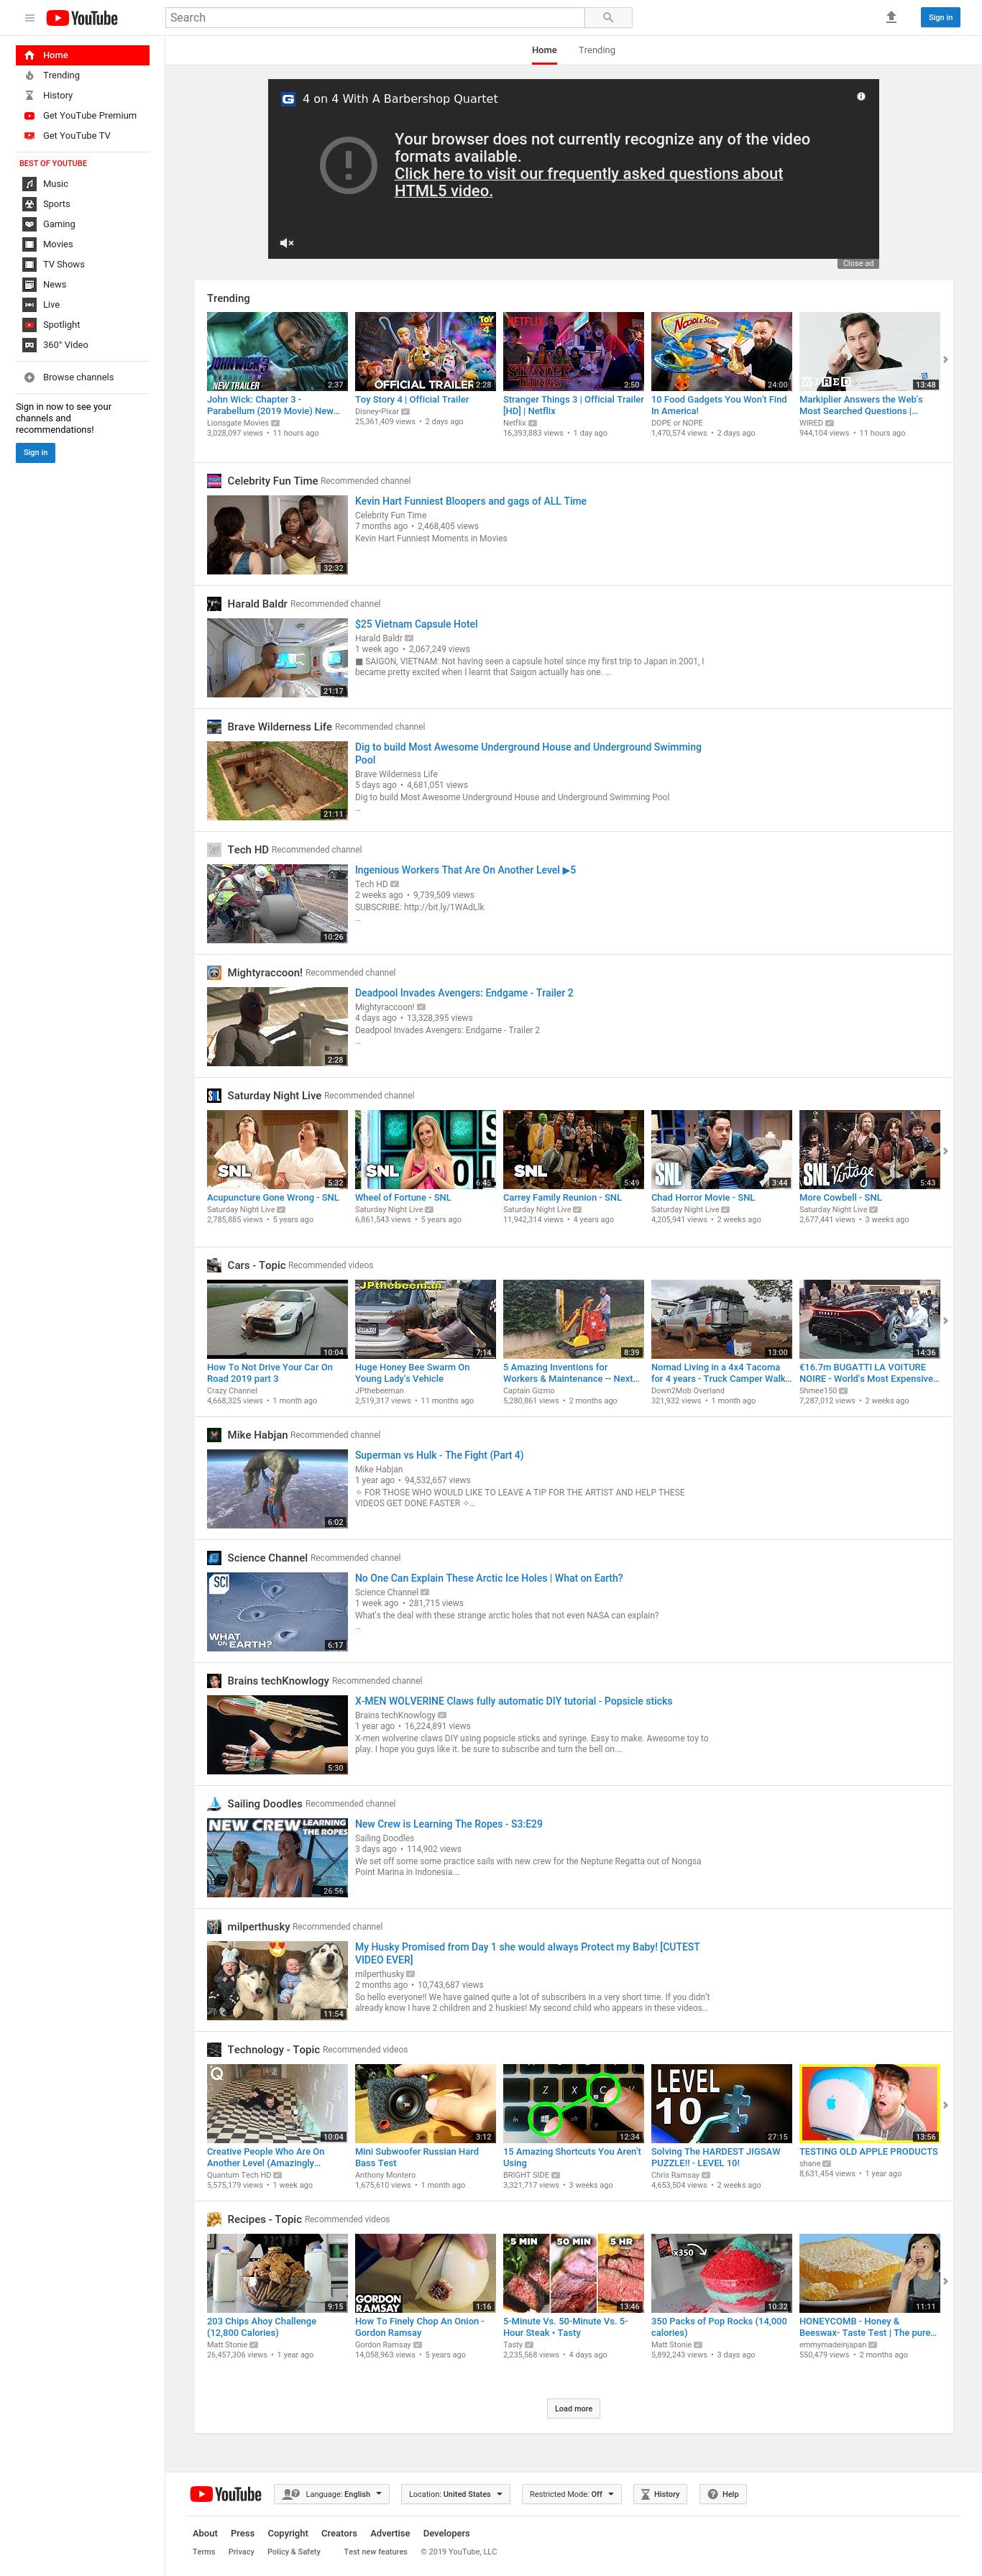 YouTube
Search
Sign in
Home
Trending
History
Get YouTube Premium
Get YouTube TV
BEST OF YOUTUBE
Music
Sports
Gaming
Movies
TV Shows
News
Live
Spotlight
360° Video
Browse channels
Sign in now to see your
channels and
recommendations!
Sign in
Home Trending
4 on 4 With A Barbershop Quartet
Your browser does not currently recognize any of the video
formats available.
Click here to visit our frequently asked questions about
HTML5 video.
Close ad
Trending
JOHN WICK 3
NEW TRAILER
2:37
John Wick: Chapter 3 -
Parabellum (2019 Movie) New…
Lionsgate Movies
3,028,097 views • 11 hours ago
TOY STORY 4
OFFICIAL TRAILER
2:28
Toy Story 4 | Official Trailer
Disney•Pixar
25,361,409 views • 2 days ago
NETFLIX
STRANGER THINGS
2:50
Stranger Things 3 | Official Trailer
[HD] | Netflix
Netflix
16,393,883 views • 1 day ago
NOODLE SLIDE
24:00
10 Food Gadgets You Won't Find
In America!
DOPE or NOPE
1,470,574 views • 2 days ago
WIRED
13:48
Markiplier Answers the Web's
Most Searched Questions |…
WIRED
944,104 views • 11 hours ago
Celebrity Fun Time Recommended channel
32:32
Kevin Hart Funniest Bloopers and gags of ALL Time
Celebrity Fun Time
7 months ago • 2,468,405 views
Kevin Hart Funniest Moments in Movies
Harald Baldr Recommended channel
21:17
$25 Vietnam Capsule Hotel
Harald Baldr
1 week ago • 2,067,249 views
■ SAIGON, VIETNAM: Not having seen a capsule hotel since my first trip to Japan in 2001, I
became pretty excited when I learnt that Saigon actually has one. …
Brave Wilderness Life Recommended channel
21:11
Dig to build Most Awesome Underground House and Underground Swimming
Pool
Brave Wilderness Life
5 days ago • 4,681,051 views
Dig to build Most Awesome Underground House and Underground Swimming Pool
…
Tech HD Recommended channel
10:26
Ingenious Workers That Are On Another Level ▶5
Tech HD
2 weeks ago • 9,739,509 views
SUBSCRIBE: http://bit.ly/1WAdLlk
…
Mightyraccoon! Recommended channel
2:28
Deadpool Invades Avengers: Endgame - Trailer 2
Mightyraccoon!
4 days ago • 13,328,395 views
Deadpool Invades Avengers: Endgame - Trailer 2
…
Saturday Night Live Recommended channel
SNL
5:32
Acupuncture Gone Wrong - SNL
Saturday Night Live
2,785,885 views • 5 years ago
SNL
6:45
Wheel of Fortune - SNL
Saturday Night Live
6,861,543 views • 5 years ago
SNL
5:49
Carrey Family Reunion - SNL
Saturday Night Live
11,942,314 views • 4 years ago
SNL
3:44
Chad Horror Movie - SNL
Saturday Night Live
4,205,941 views • 2 weeks ago
SNL Vintage
5:43
More Cowbell - SNL
Saturday Night Live
2,677,441 views • 3 weeks ago
Cars - Topic Recommended videos
10:04
How To Not Drive Your Car On
Road 2019 part 3
Crazy Channel
4,668,325 views • 1 month ago
JPthebeeman
7:14
Huge Honey Bee Swarm On
Young Lady's Vehicle
JPthebeeman
2,519,317 views • 11 months ago
8:39
5 Amazing Inventions for
Workers & Maintenance -- Next…
Captain Gizmo
5,280,861 views • 2 months ago
13:00
Nomad Living in a 4x4 Tacoma
for 4 years - Truck Camper Walk…
Down2Mob Overland
321,932 views • 1 month ago
14:36
€16.7m BUGATTI LA VOITURE
NOIRE - World's Most Expensive…
Shmee150
7,287,012 views • 2 weeks ago
Mike Habjan Recommended channel
6:02
Superman vs Hulk - The Fight (Part 4)
Mike Habjan
1 year ago • 94,532,657 views
✧ FOR THOSE WHO WOULD LIKE TO LEAVE A TIP FOR THE ARTIST AND HELP THESE
VIDEOS GET DONE FASTER ✧…
Science Channel Recommended channel
SCI
WHAT ON EARTH?
6:17
No One Can Explain These Arctic Ice Holes | What on Earth?
Science Channel
1 week ago • 281,715 views
What's the deal with these strange arctic holes that not even NASA can explain?
…
Brains techKnowlogy Recommended channel
5:30
X-MEN WOLVERINE Claws fully automatic DIY tutorial - Popsicle sticks
Brains techKnowlogy
1 year ago • 16,224,891 views
X-men wolverine claws DIY using popsicle sticks and syringe. Easy to make. Awesome toy to
play. I hope you guys like it. be sure to subscribe and turn the bell on.…
Sailing Doodles Recommended channel
NEW CREW LEARNING
THE ROPES
26:56
New Crew is Learning The Ropes - S3:E29
Sailing Doodles
3 days ago • 114,902 views
We set off some some practice sails with new crew for the Neptune Regatta out of Nongsa
Point Marina in Indonesia.…
milperthusky Recommended channel
11:54
My Husky Promised from Day 1 she would always Protect my Baby! [CUTEST
VIDEO EVER]
milperthusky
2 months ago • 10,743,687 views
So hello everyone!! We have gained quite a lot of subscribers in a very short time. If you didn't
already know I have 2 children and 2 huskies! My second child who appears in these videos…
Technology - Topic Recommended videos
Q
10:04
Creative People Who Are On
Another Level (Amazingly…
Quantum Tech HD
5,575,179 views • 1 week ago
3:12
Mini Subwoofer Russian Hard
Bass Test
Anthony Montero
1,675,610 views • 1 month ago
Z X C
12:34
15 Amazing Shortcuts You Aren't
Using
BRIGHT SIDE
3,321,717 views • 3 weeks ago
LEVEL
10
27:15
Solving The HARDEST JIGSAW
PUZZLE!! - LEVEL 10!
Chris Ramsay
4,653,504 views • 2 weeks ago
13:56
TESTING OLD APPLE PRODUCTS
shane
8,631,454 views • 1 year ago
Recipes - Topic Recommended videos
9:15
203 Chips Ahoy Challenge
(12,800 Calories)
Matt Stonie
26,457,306 views • 1 year ago
GORDON
RAMSAY
1:16
How To Finely Chop An Onion -
Gordon Ramsay
Gordon Ramsay
14,058,963 views • 5 years ago
5 MIN 50 MIN 5 HR
13:46
5-Minute Vs. 50-Minute Vs. 5-
Hour Steak • Tasty
Tasty
2,235,568 views • 4 days ago
x350
10:32
350 Packs of Pop Rocks (14,000
calories)
Matt Stonie
5,892,243 views • 3 days ago
11:11
HONEYCOMB - Honey &
Beeswax- Taste Test | The pure…
emmymadeinjapan
550,479 views • 2 months ago
Load more
YouTube
Language: English
Location: United States
Restricted Mode: Off
History
Help
About Press Copyright Creators Advertise Developers
Terms Privacy Policy & Safety Test new features © 2019 YouTube, LLC